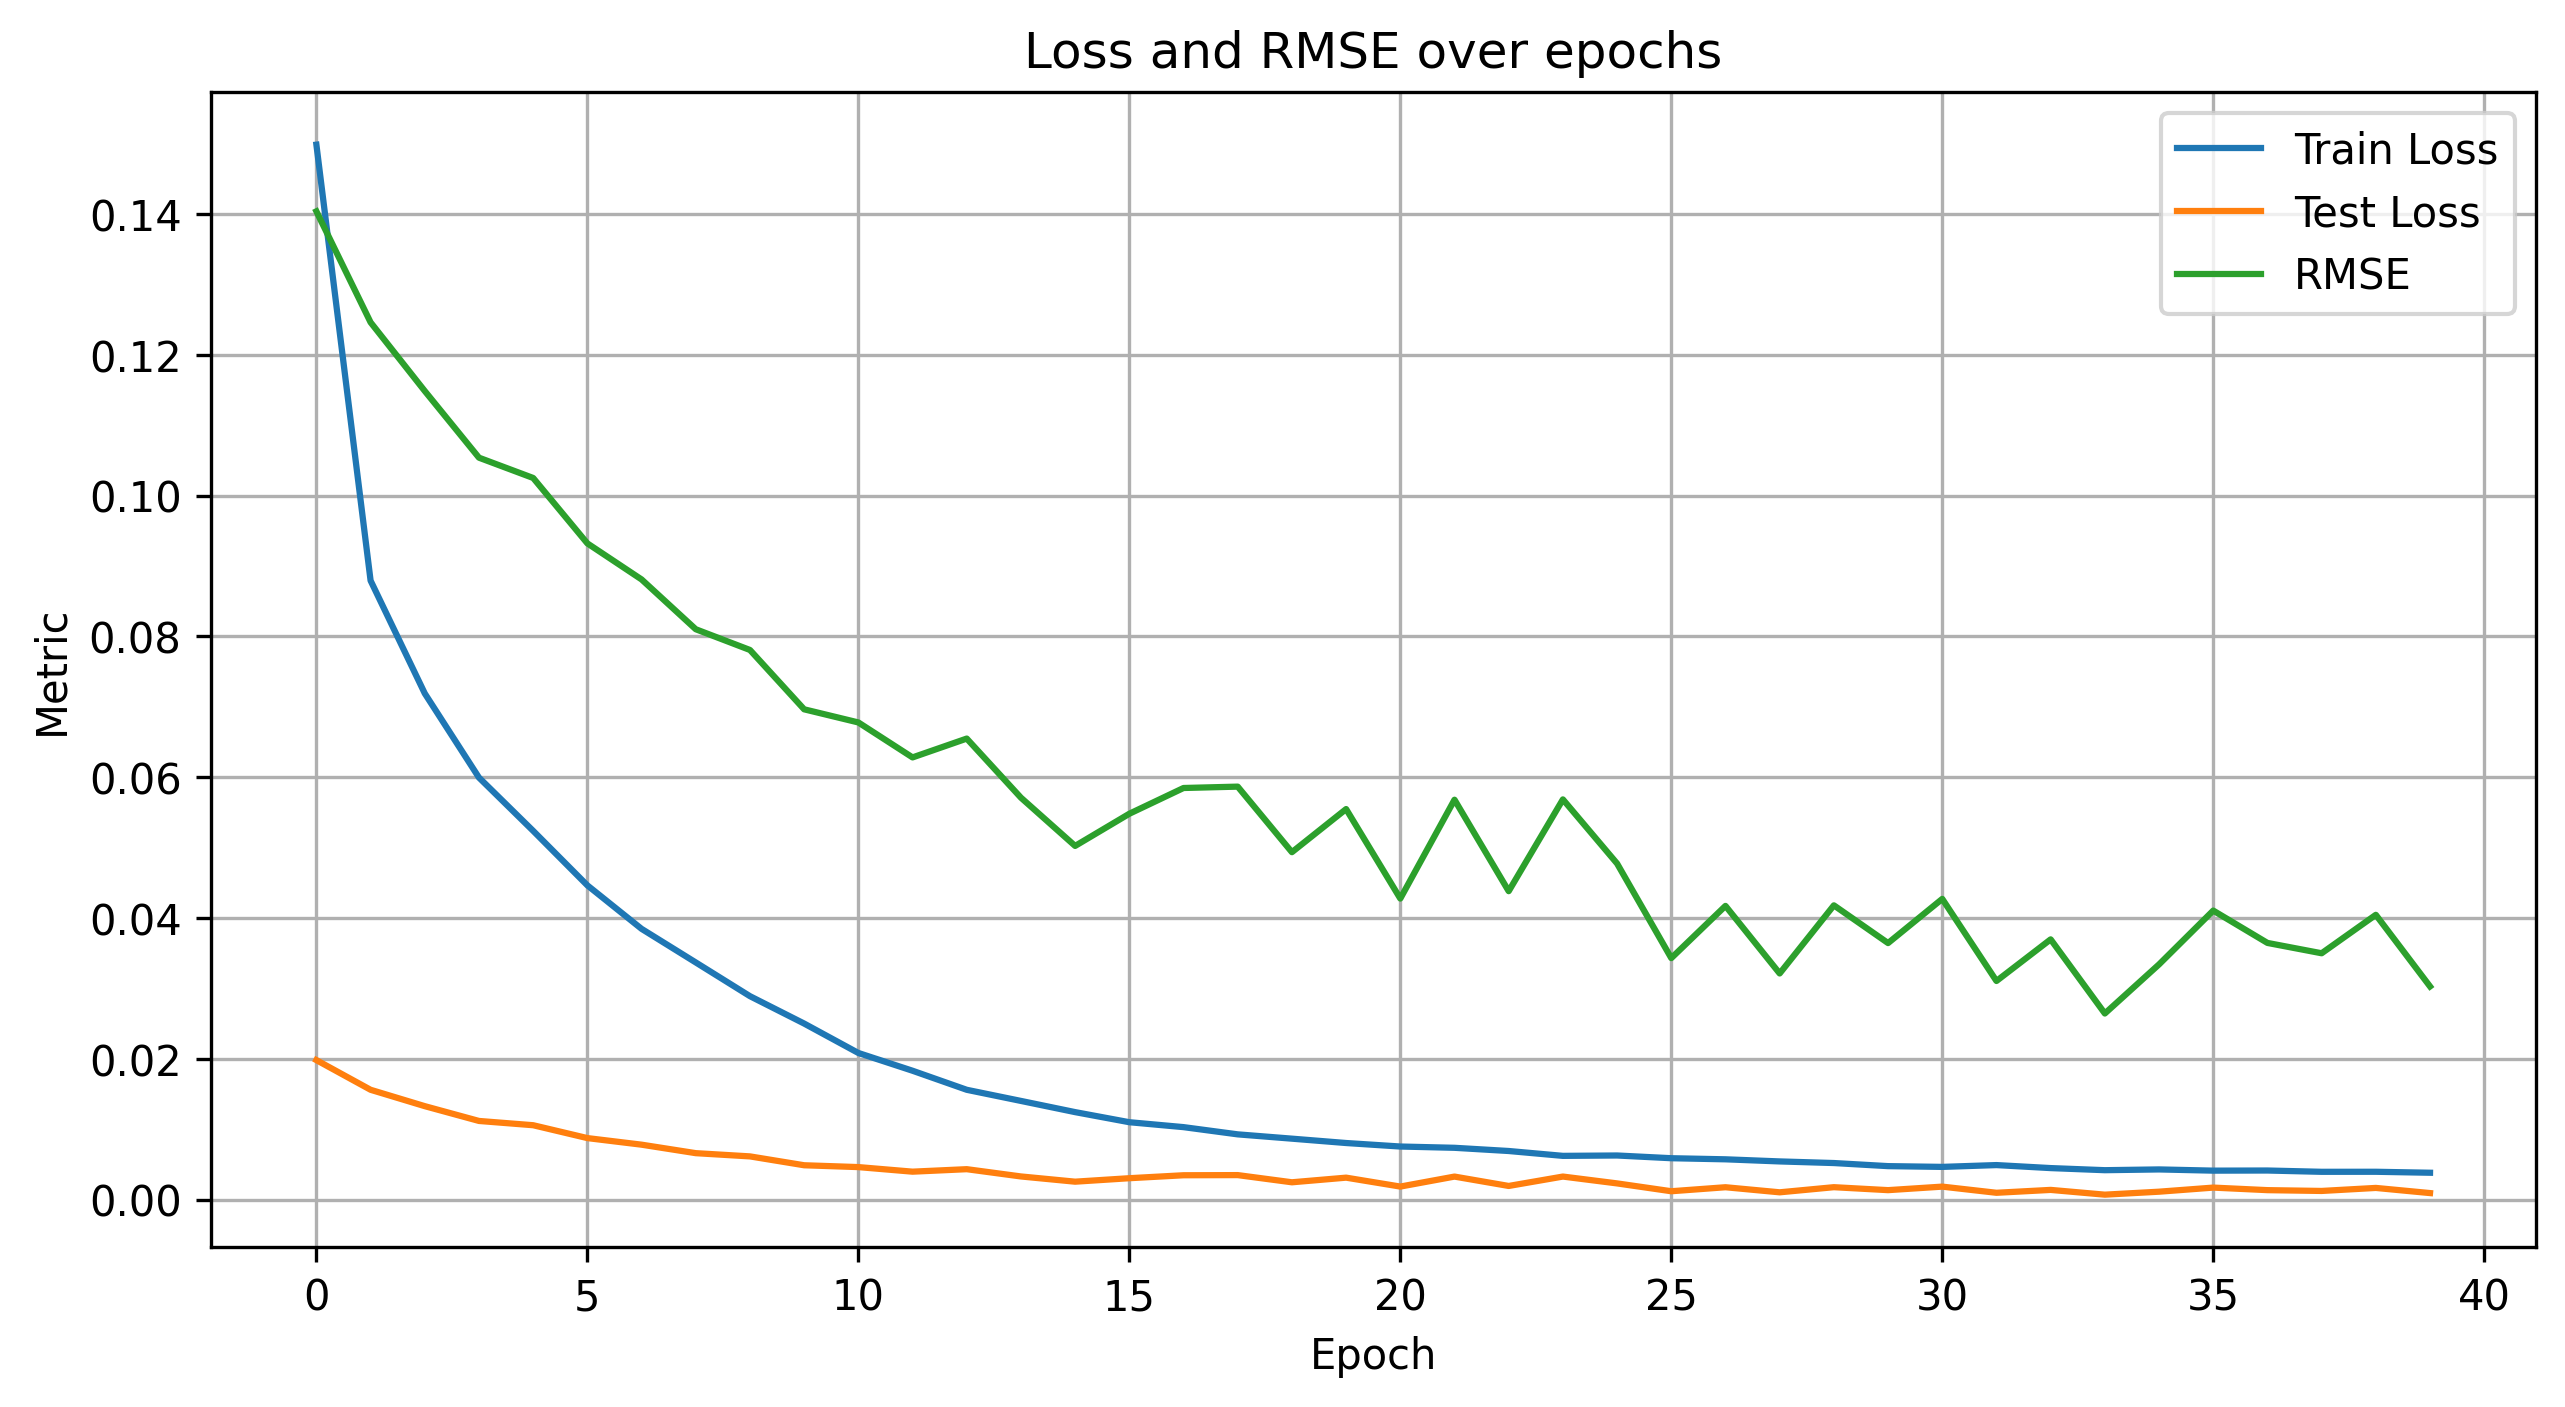 Loss and RMSE over epochs
Train Loss
Test Loss
RMSE
0.14
0.12
0.10
0.08
0.06
0.04
0.02
0.00
Metric
0 5 10 15 20 25 30 35 40
Epoch